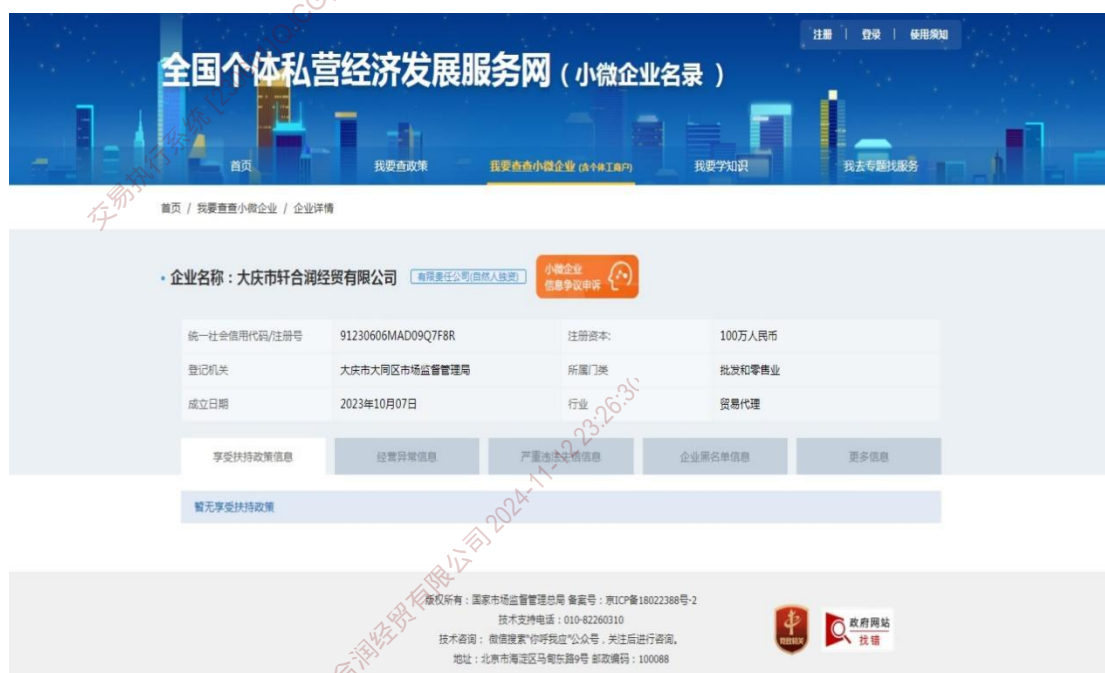 注册 | 登录 | 使用须知
全国个体私营经济发展服务网(小微企业名录)
首页 我要查政策 我要查查小微企业 (含个体工商户) 我要学知识 我去专题找服务
首页 / 我要查查小微企业 / 企业详情
• 企业名称:大庆市轩合润经贸有限公司 有限责任公司(自然人独资) 小微企业
信息争议申诉
统一社会信用代码/注册号 91230606MAD09Q7F8R 注册资本: 100万人民币
登记机关 大庆市大同区市场监督管理局 所属门类 批发和零售业
成立日期 2023年10月07日 行业 贸易代理
享受扶持政策信息 经营异常信息 严重违法失信信息 企业黑名单信息 更多信息
暂无享受扶持政策
版权所有:国家市场监督管理总局 备案号:京ICP备18022388号-2
技术支持电话:010-82260310
技术咨询: 微信搜索"你呼我应"公众号,关注后进行咨询。
地址:北京市海淀区马甸东路9号 邮政编码:100088
党政机关
政府网站
找错
合润经贸有限公司 2024-11-12 23:26:30